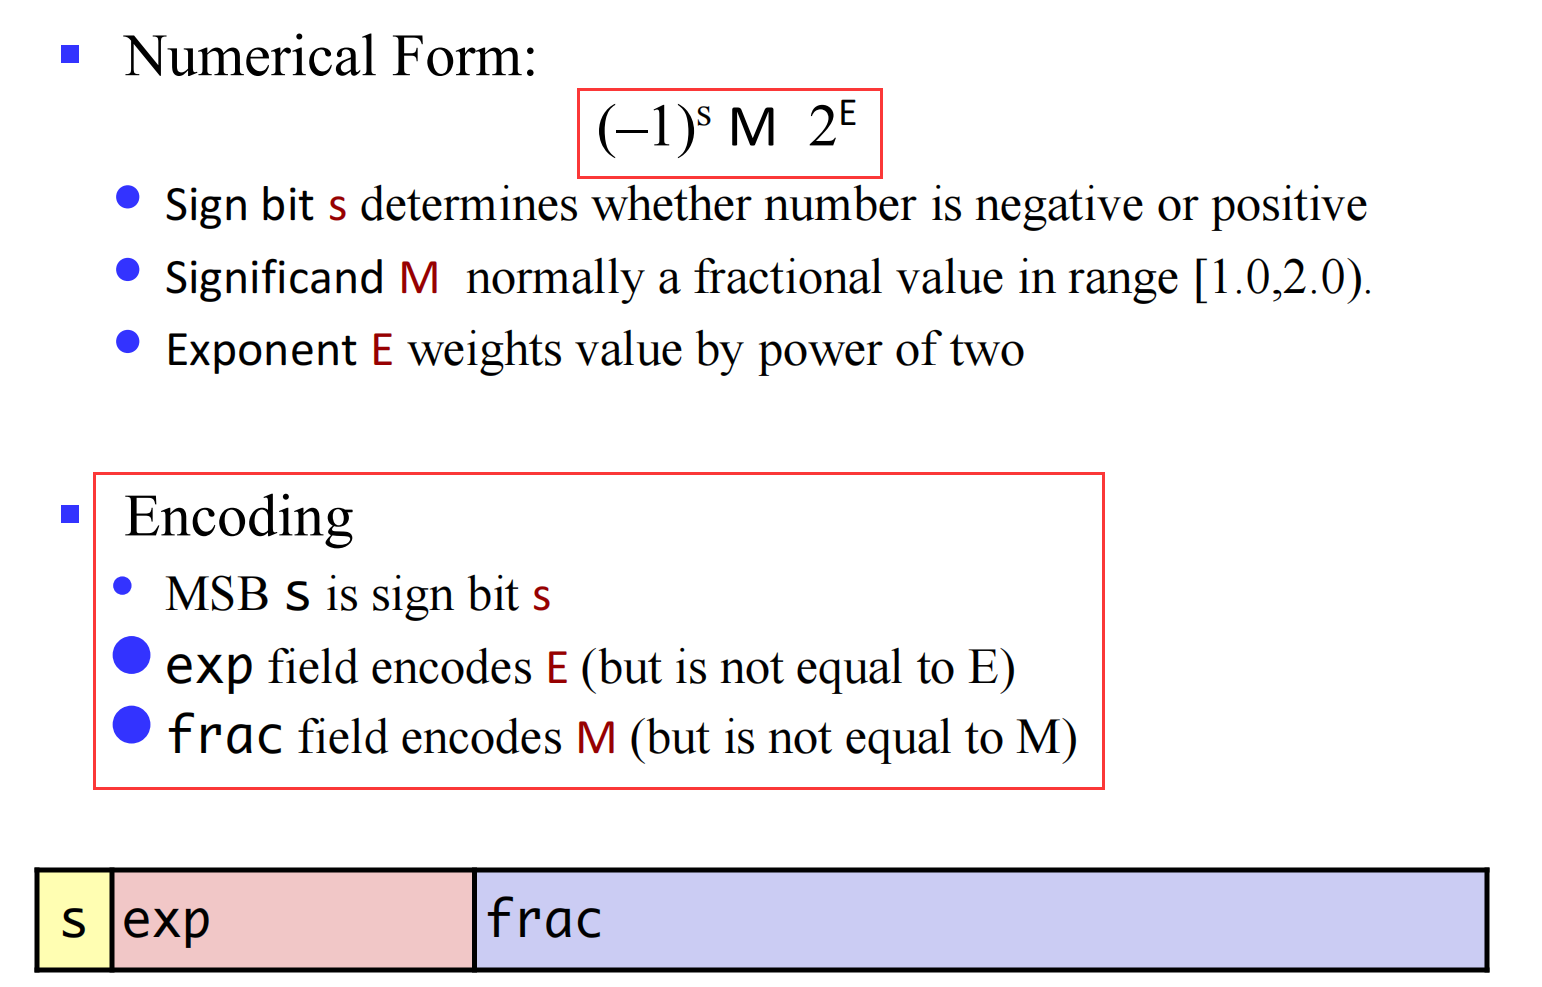 Numerical Form:
(–1)ˢ M 2ᴱ
Sign bit s determines whether number is negative or positive
Significand M normally a fractional value in range [1.0,2.0).
Exponent E weights value by power of two
Encoding
MSB s is sign bit s
exp field encodes E (but is not equal to E)
frac field encodes M (but is not equal to M)
s exp frac